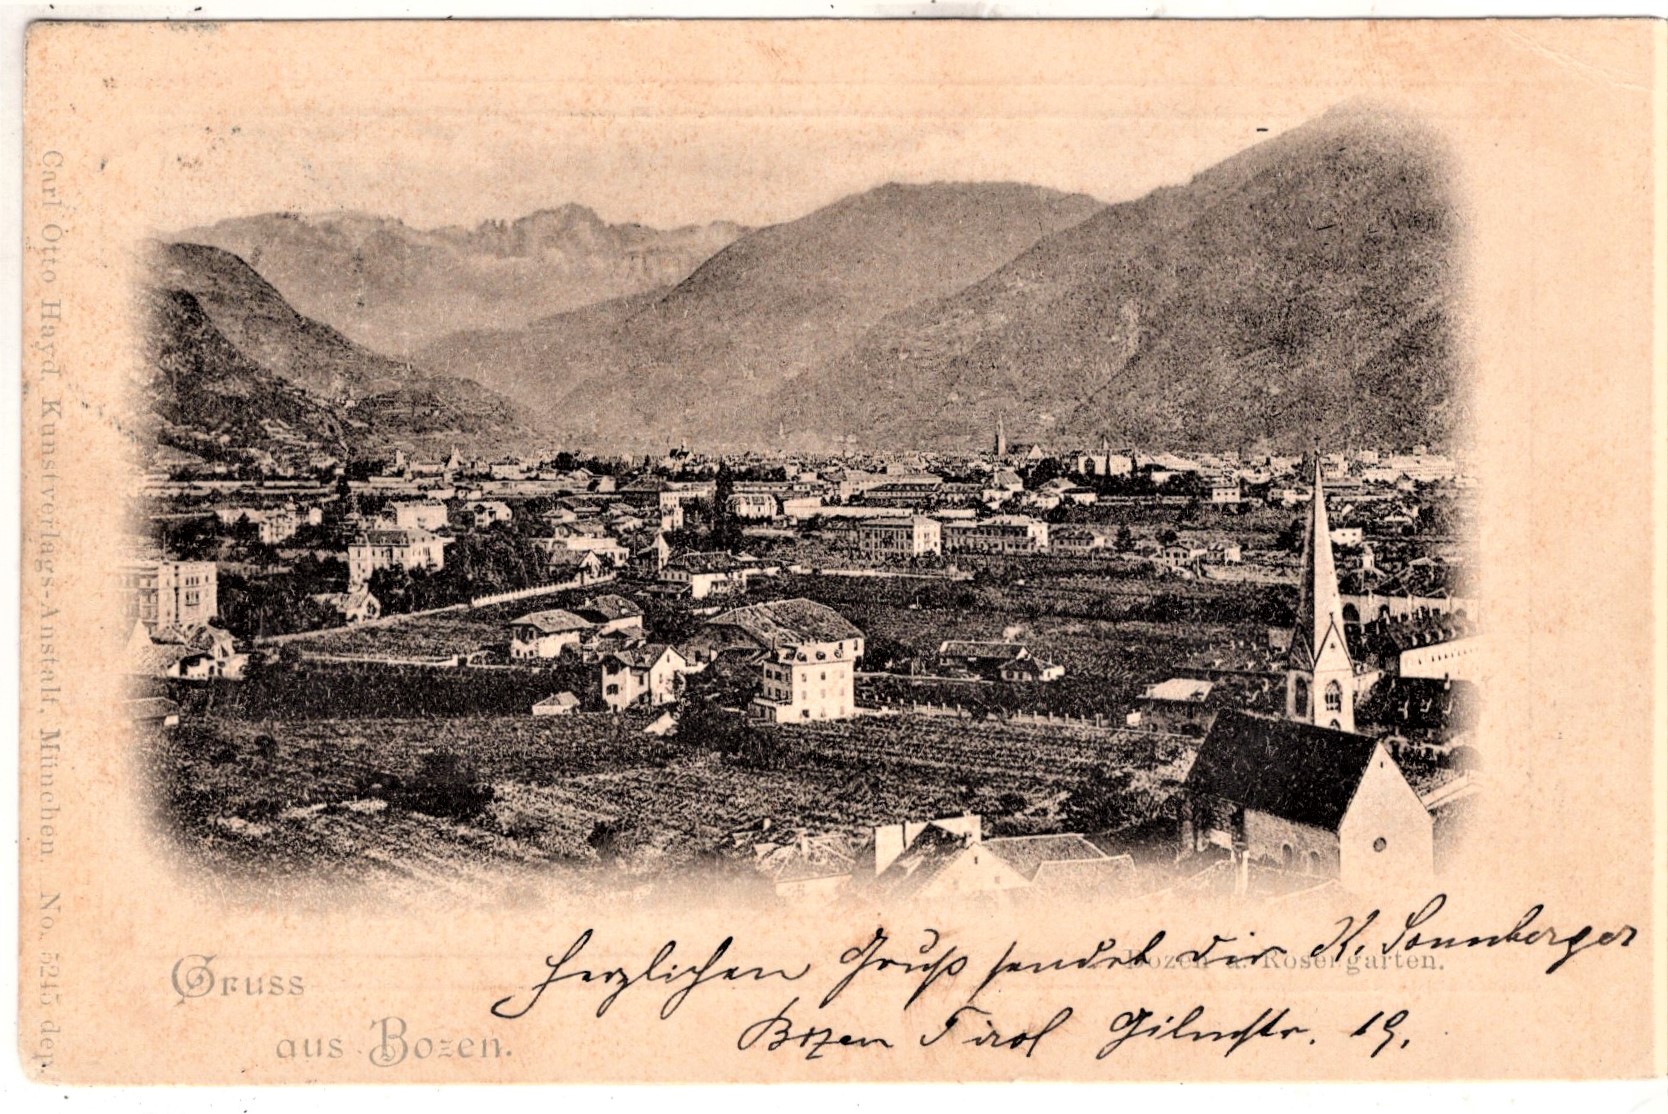 Carl Otto Hayd, Kunstverlags-Anstalt, München. No. 5245 dep.
Gruss
aus Bozen.
Bozen u. Rosengarten.
Herzlichen Gruß sendet dir K. Sonnberger
Bozen Tirol Gilmstr. 19.